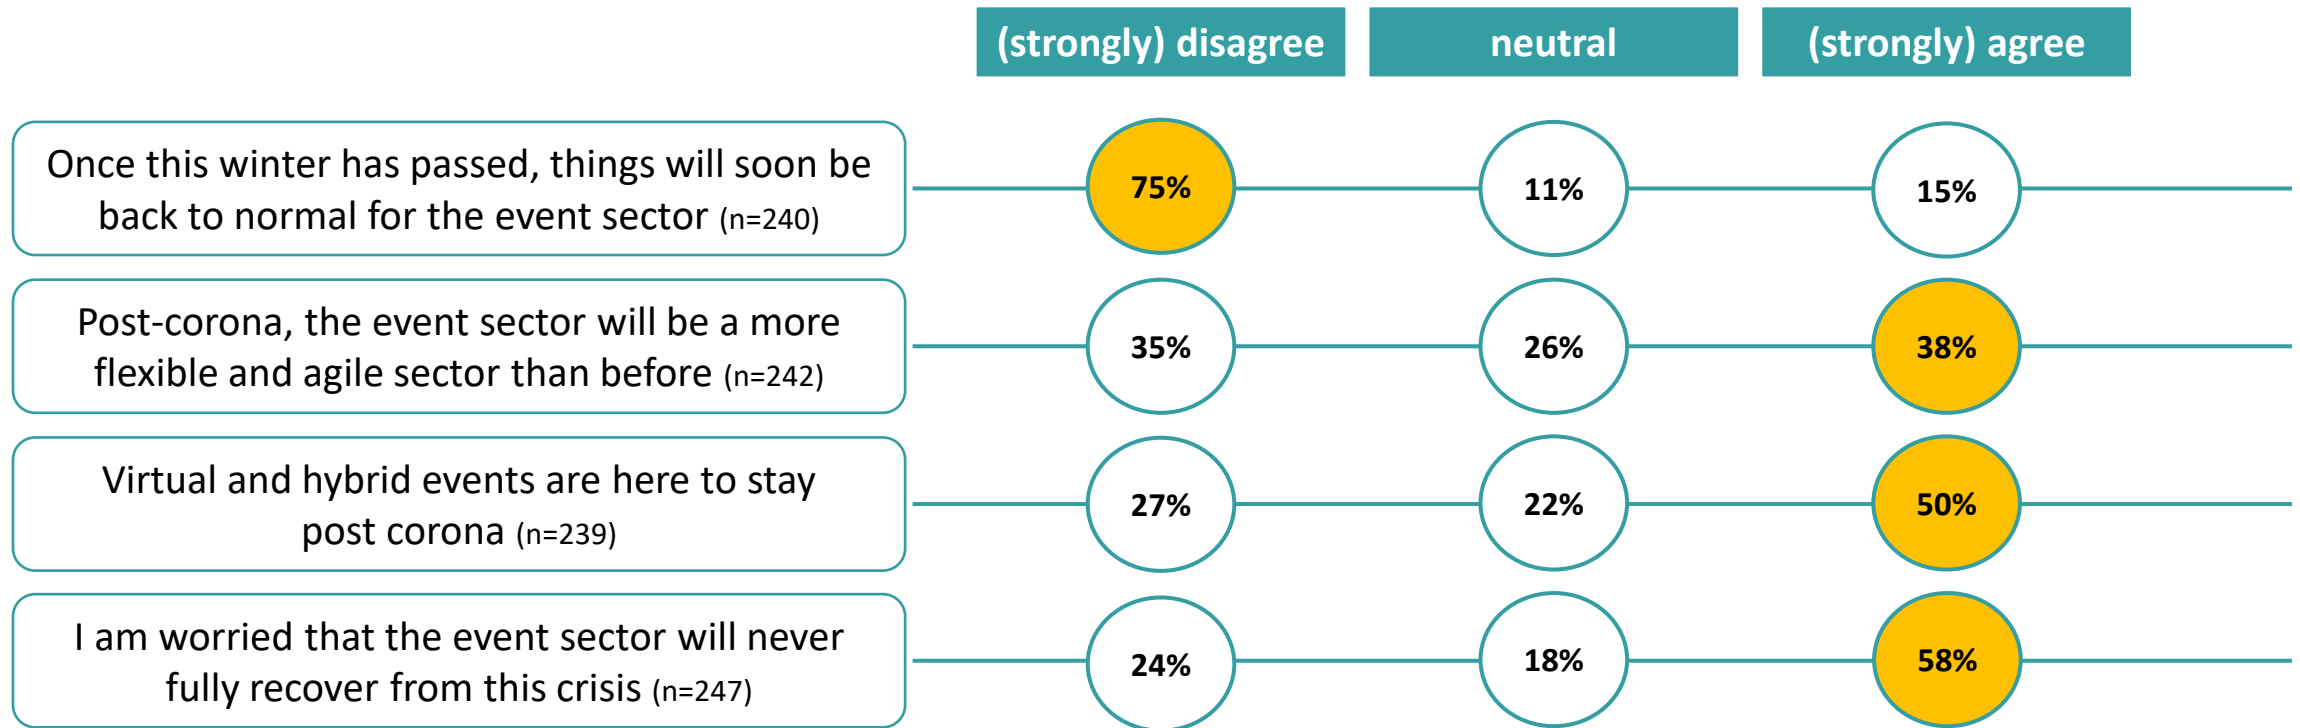 (strongly) disagree neutral (strongly) agree
Once this winter has passed, things will soon be
back to normal for the event sector (n=240)
75% 11% 15%
Post-corona, the event sector will be a more
flexible and agile sector than before (n=242)
35% 26% 38%
Virtual and hybrid events are here to stay
post corona (n=239)
27% 22% 50%
I am worried that the event sector will never
fully recover from this crisis (n=247)
24% 18% 58%